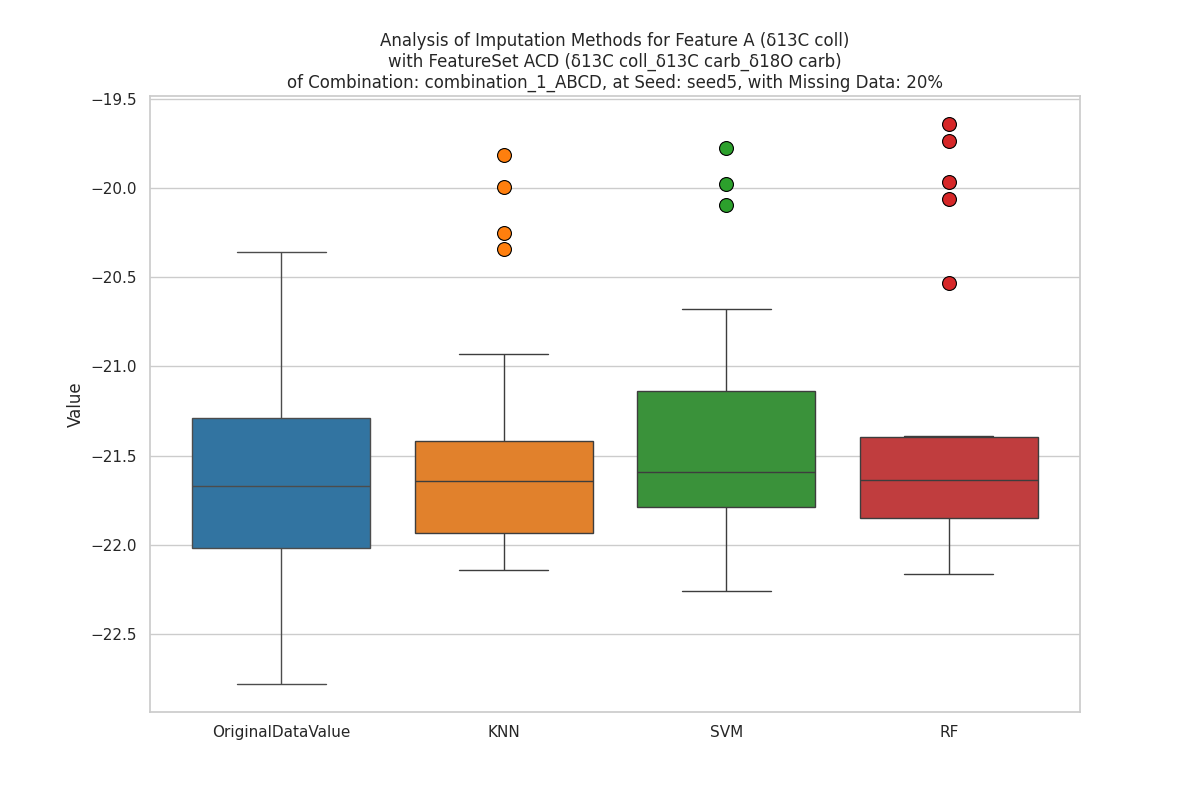 Analysis of Imputation Methods for Feature A (δ13C coll)
with FeatureSet ACD (δ13C coll_δ13C carb_δ18O carb)
of Combination: combination_1_ABCD, at Seed: seed5, with Missing Data: 20%
−19.5
−20.0
−20.5
−21.0
−21.5
−22.0
−22.5
Value
OriginalDataValue
KNN
SVM
RF